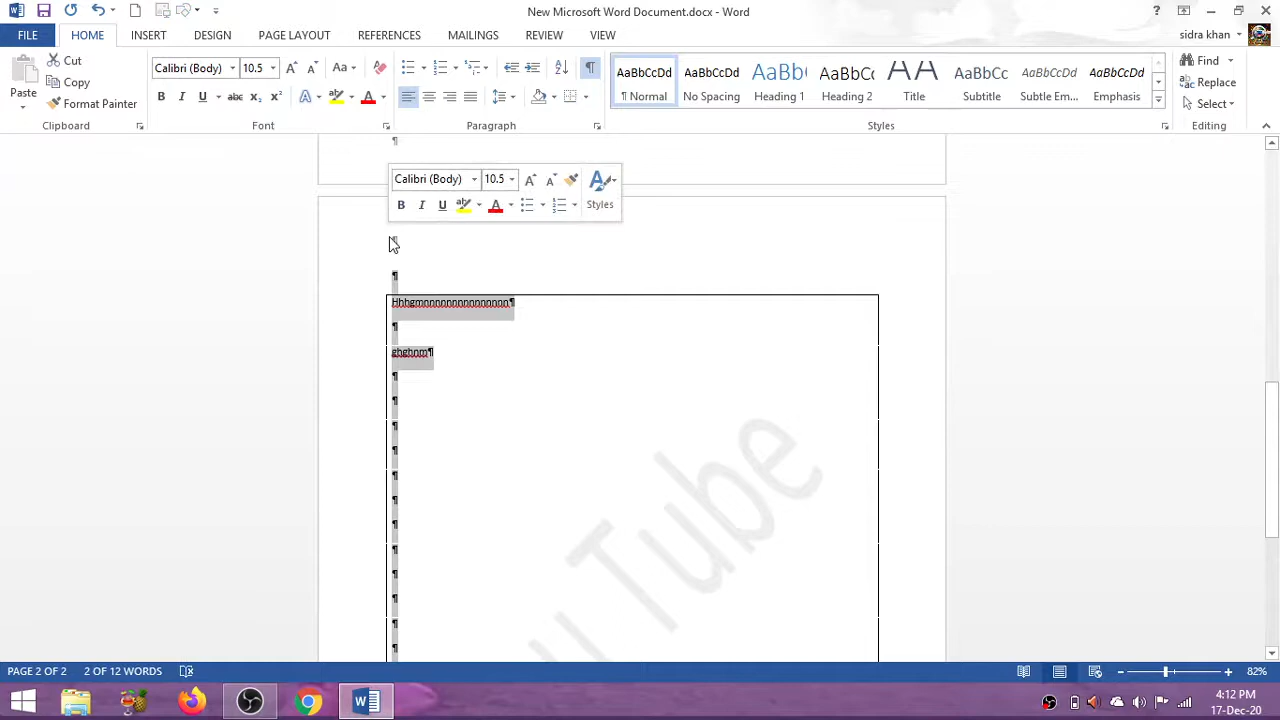 New Microsoft Word Document.docx - Word
FILE HOME INSERT DESIGN PAGE LAYOUT REFERENCES MAILINGS REVIEW VIEW sidra khan
Paste
Cut
Copy
Format Painter
Clipboard
Calibri (Body) 10.5
Font
Paragraph
AaBbCcDd AaBbCcDd AaBb( AaBbCcD AA AaBbCc AaBbCcDd AaBbCcDd
¶ Normal No Spacing Heading 1 Heading 2 Title Subtitle Subtle Em... Emphasis
Styles
Find
Replace
Select
Editing
Calibri (Body) 10.5
B I U Styles
ghghnm¶
u Tube
PAGE 2 OF 2 2 OF 12 WORDS 82%
4:12 PM
17-Dec-20